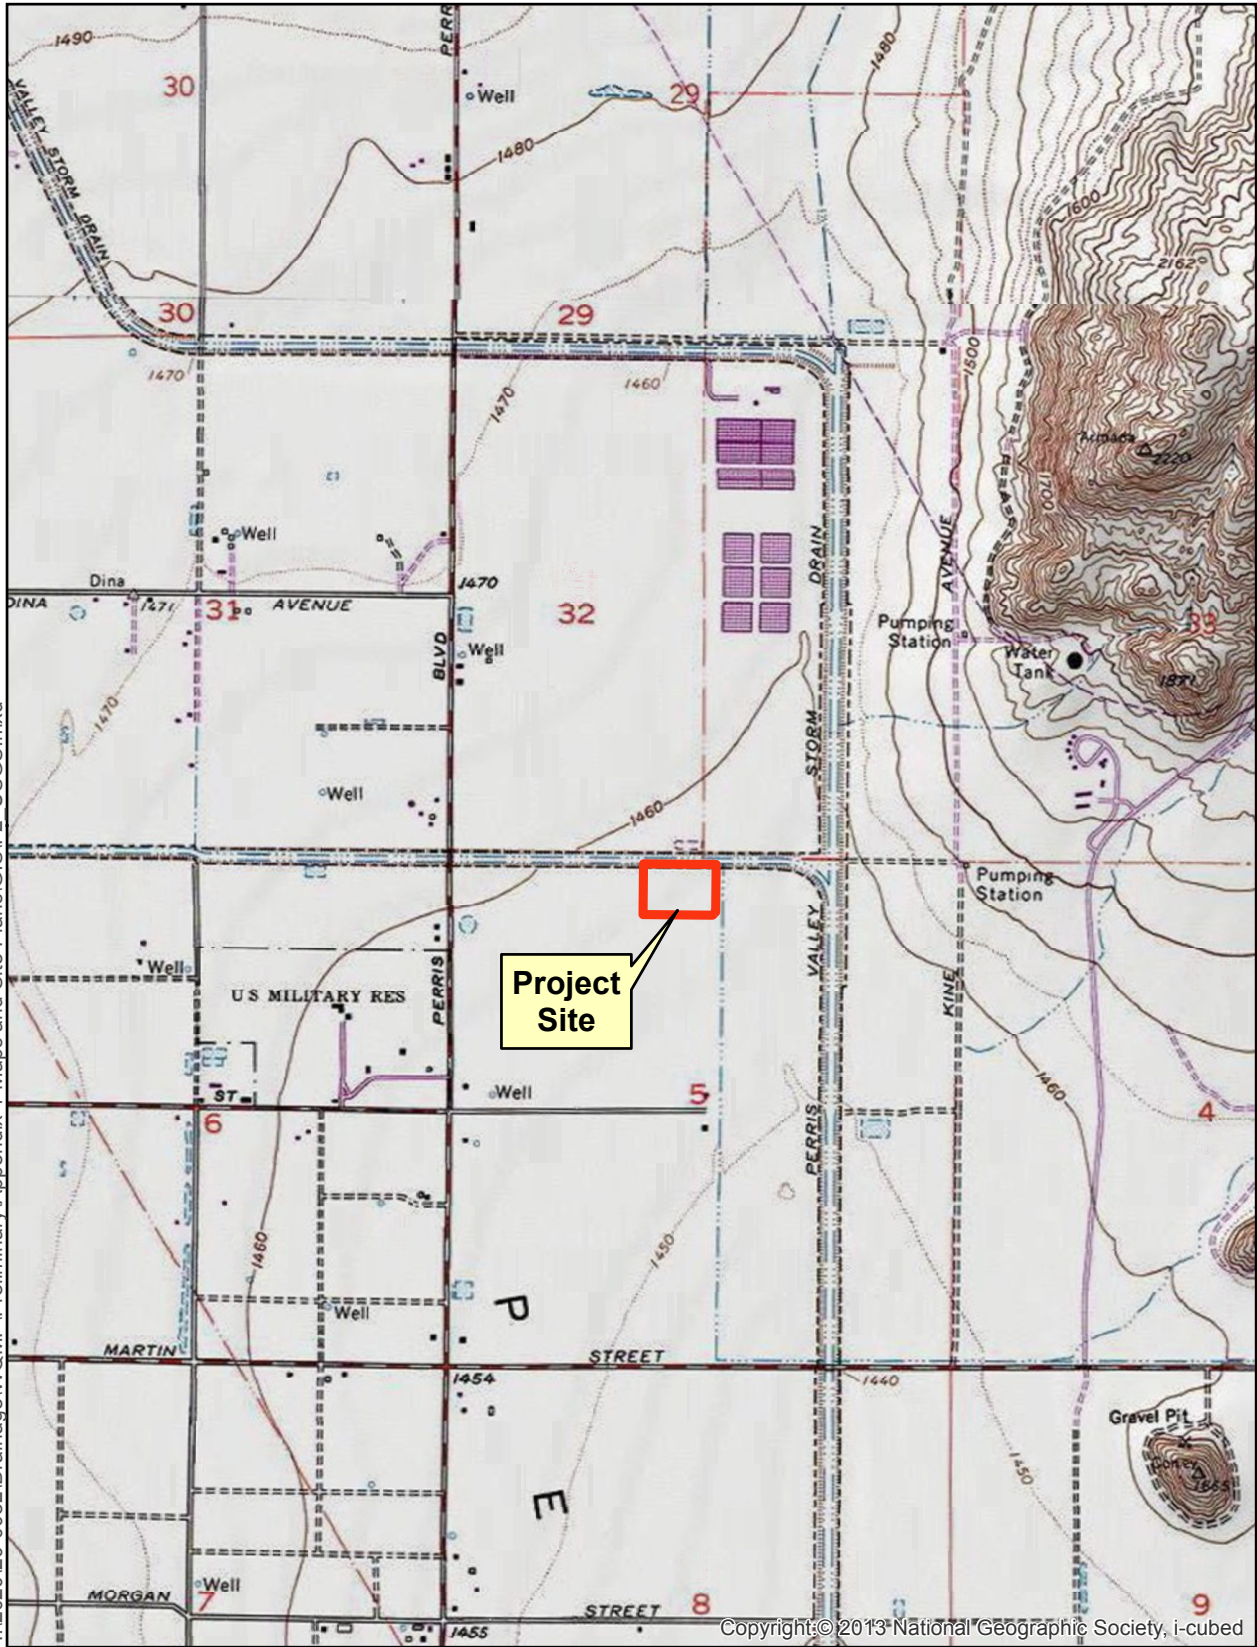 1490
PERR
1480
30
Well
29
VALLEY STORM DRAIN
1480
1600
2162
30
29
1470
1460
1500
1470
Armada
2220
1700
DRAIN
AVENUE
Well
Dina
1470
DINA
1471
31
AVENUE
32
33
Pumping
Station
Water
Tank
BLVD
Well
1871
1470
STORM
Well
1460
Pumping
Station
VALLEY
Well
PERRIS
Project
Site
US MILITARY RES
KINE
1460
Well
5
ST
6
4
PERRIS
1460
1450
Well
P
MARTIN
STREET
1454
1440
Gravel Pit
1450
E
Well
MORGAN
7
STREET
8
9
1455
Copyright:© 2013 National Geographic Society, i-cubed